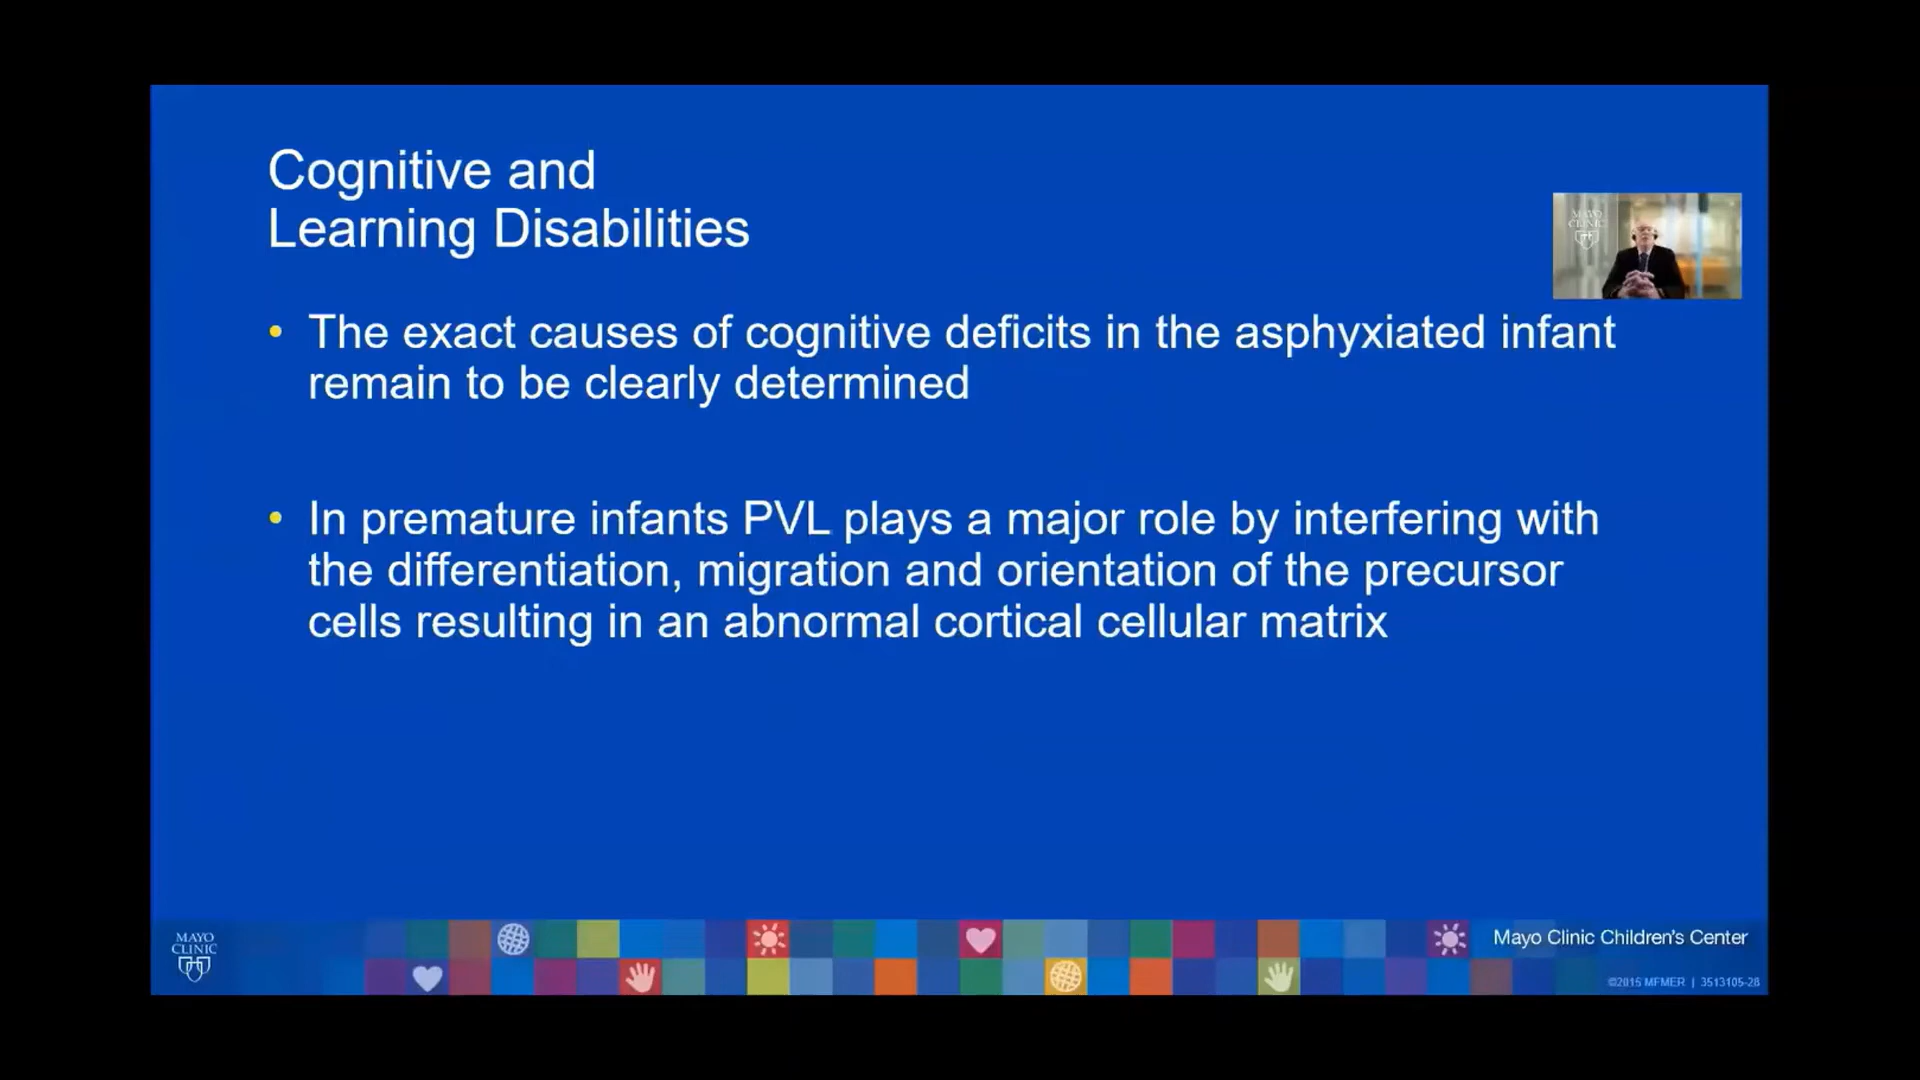 Cognitive and
Learning Disabilities
MAYO
CLINIC
• The exact causes of cognitive deficits in the asphyxiated infant
remain to be clearly determined
• In premature infants PVL plays a major role by interfering with
the differentiation, migration and orientation of the precursor
cells resulting in an abnormal cortical cellular matrix
MAYO
CLINIC
Mayo Clinic Children's Center
©2015 MFMER | 3513105-28